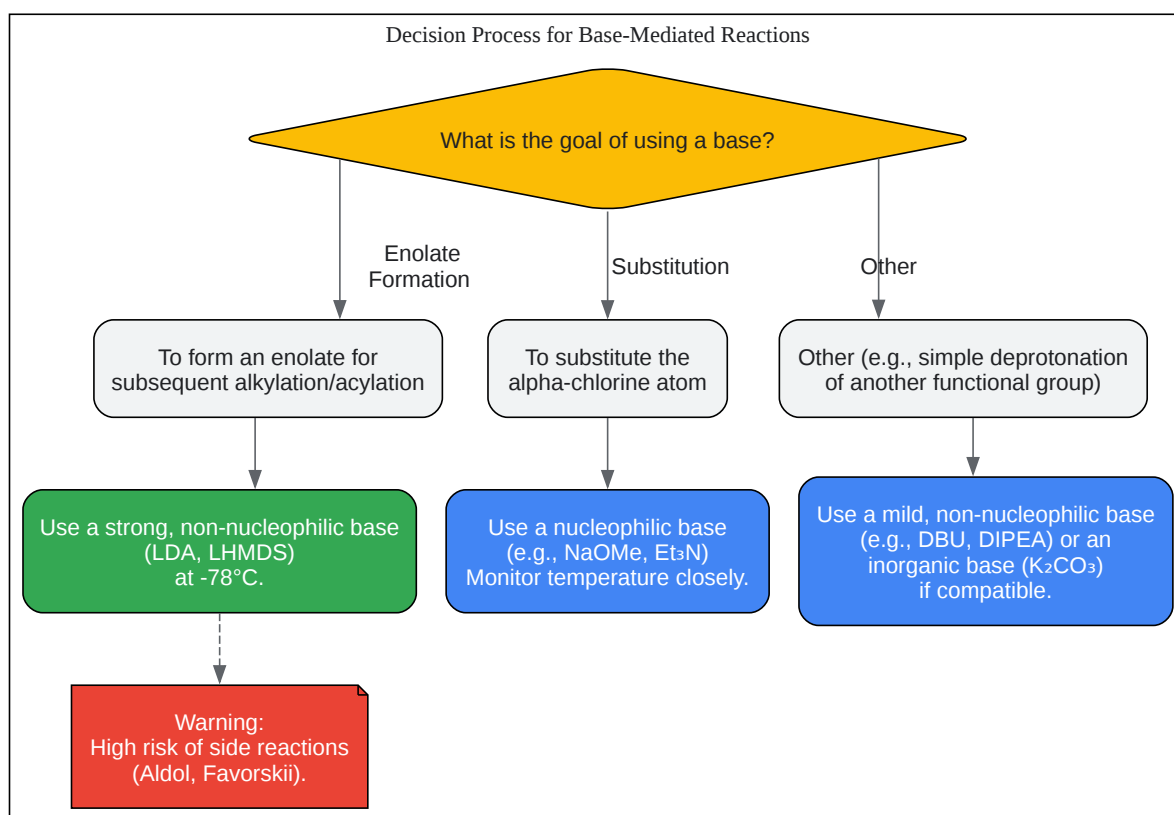 Decision Process for Base-Mediated Reactions
What is the goal of using a base?
Enolate
Formation
Substitution
Other
To form an enolate for
subsequent alkylation/acylation
To substitute the
alpha-chlorine atom
Other (e.g., simple deprotonation
of another functional group)
Use a strong, non-nucleophilic base
(LDA, LHMDS)
at -78°C.
Use a nucleophilic base
(e.g., NaOMe, Et₃N)
Monitor temperature closely.
Use a mild, non-nucleophilic base
(e.g., DBU, DIPEA) or an
inorganic base (K₂CO₃)
if compatible.
Warning:
High risk of side reactions
(Aldol, Favorskii).